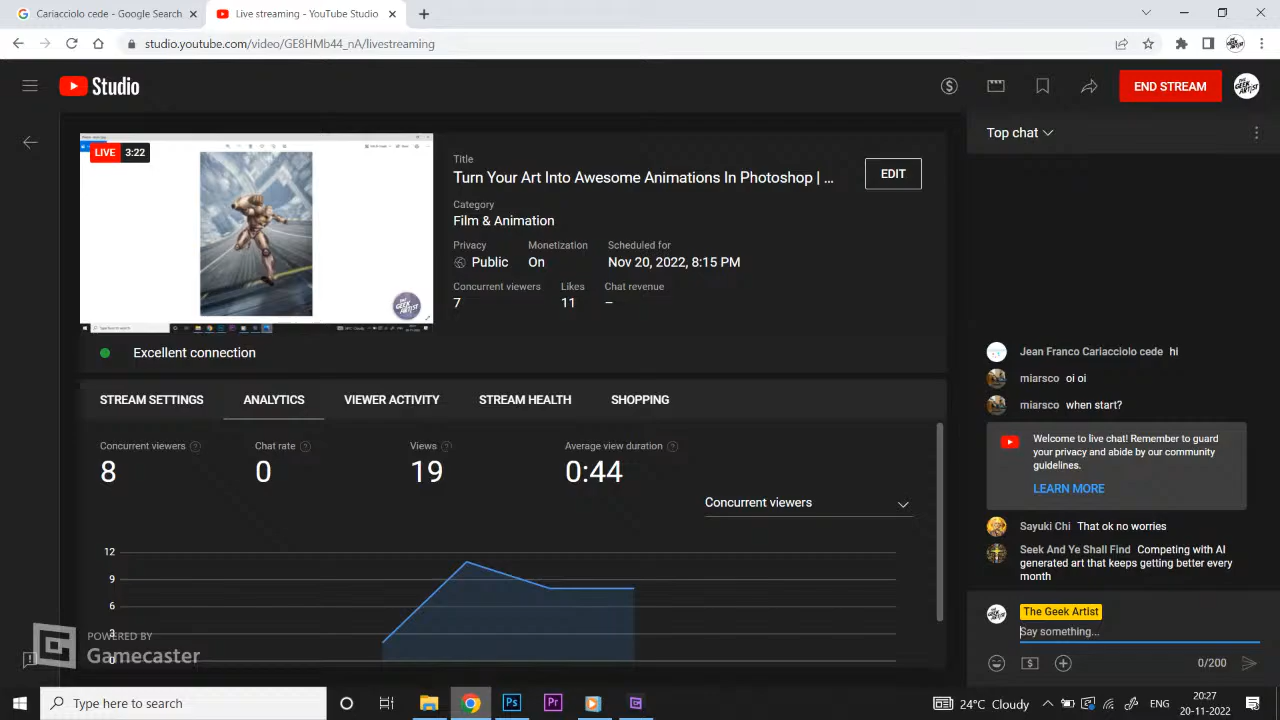 Cariacciolo cede - Google Search
Live streaming - YouTube Studio
studio.youtube.com/video/GE8HMb44_nA/livestreaming
Studio
END STREAM
LIVE 3:22
Title
Turn Your Art Into Awesome Animations In Photoshop | ...
EDIT
Category
Film & Animation
Privacy Monetization Scheduled for
Public On Nov 20, 2022, 8:15 PM
Concurrent viewers Likes Chat revenue
7 11 –
THE GEEK ARTIST
Excellent connection
STREAM SETTINGS ANALYTICS VIEWER ACTIVITY STREAM HEALTH SHOPPING
Concurrent viewers Chat rate Views Average view duration
8 0 19 0:44
Concurrent viewers
12
9
6
3
0
POWERED BY
Gamecaster
Top chat
Jean Franco Cariacciolo cede hi
miarsco oi oi
miarsco when start?
Welcome to live chat! Remember to guard
your privacy and abide by our community
guidelines.
LEARN MORE
Sayuki Chi That ok no worries
Seek And Ye Shall Find Competing with AI
generated art that keeps getting better every
month
The Geek Artist
Say something...
0/200
Type here to search
Ps
Pr
24°C Cloudy
ENG
20:27
20-11-2022